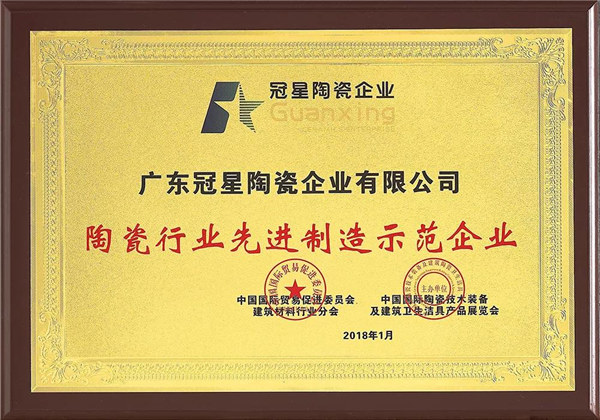 冠星陶瓷企业
Guanxing
广东冠星陶瓷企业有限公司
陶瓷行业先进制造示范企业
中国国际贸易促进委员会
建筑材料行业分会
中国国际陶瓷技术装备
及建筑卫生洁具产品展览会
主办单位
2018年1月